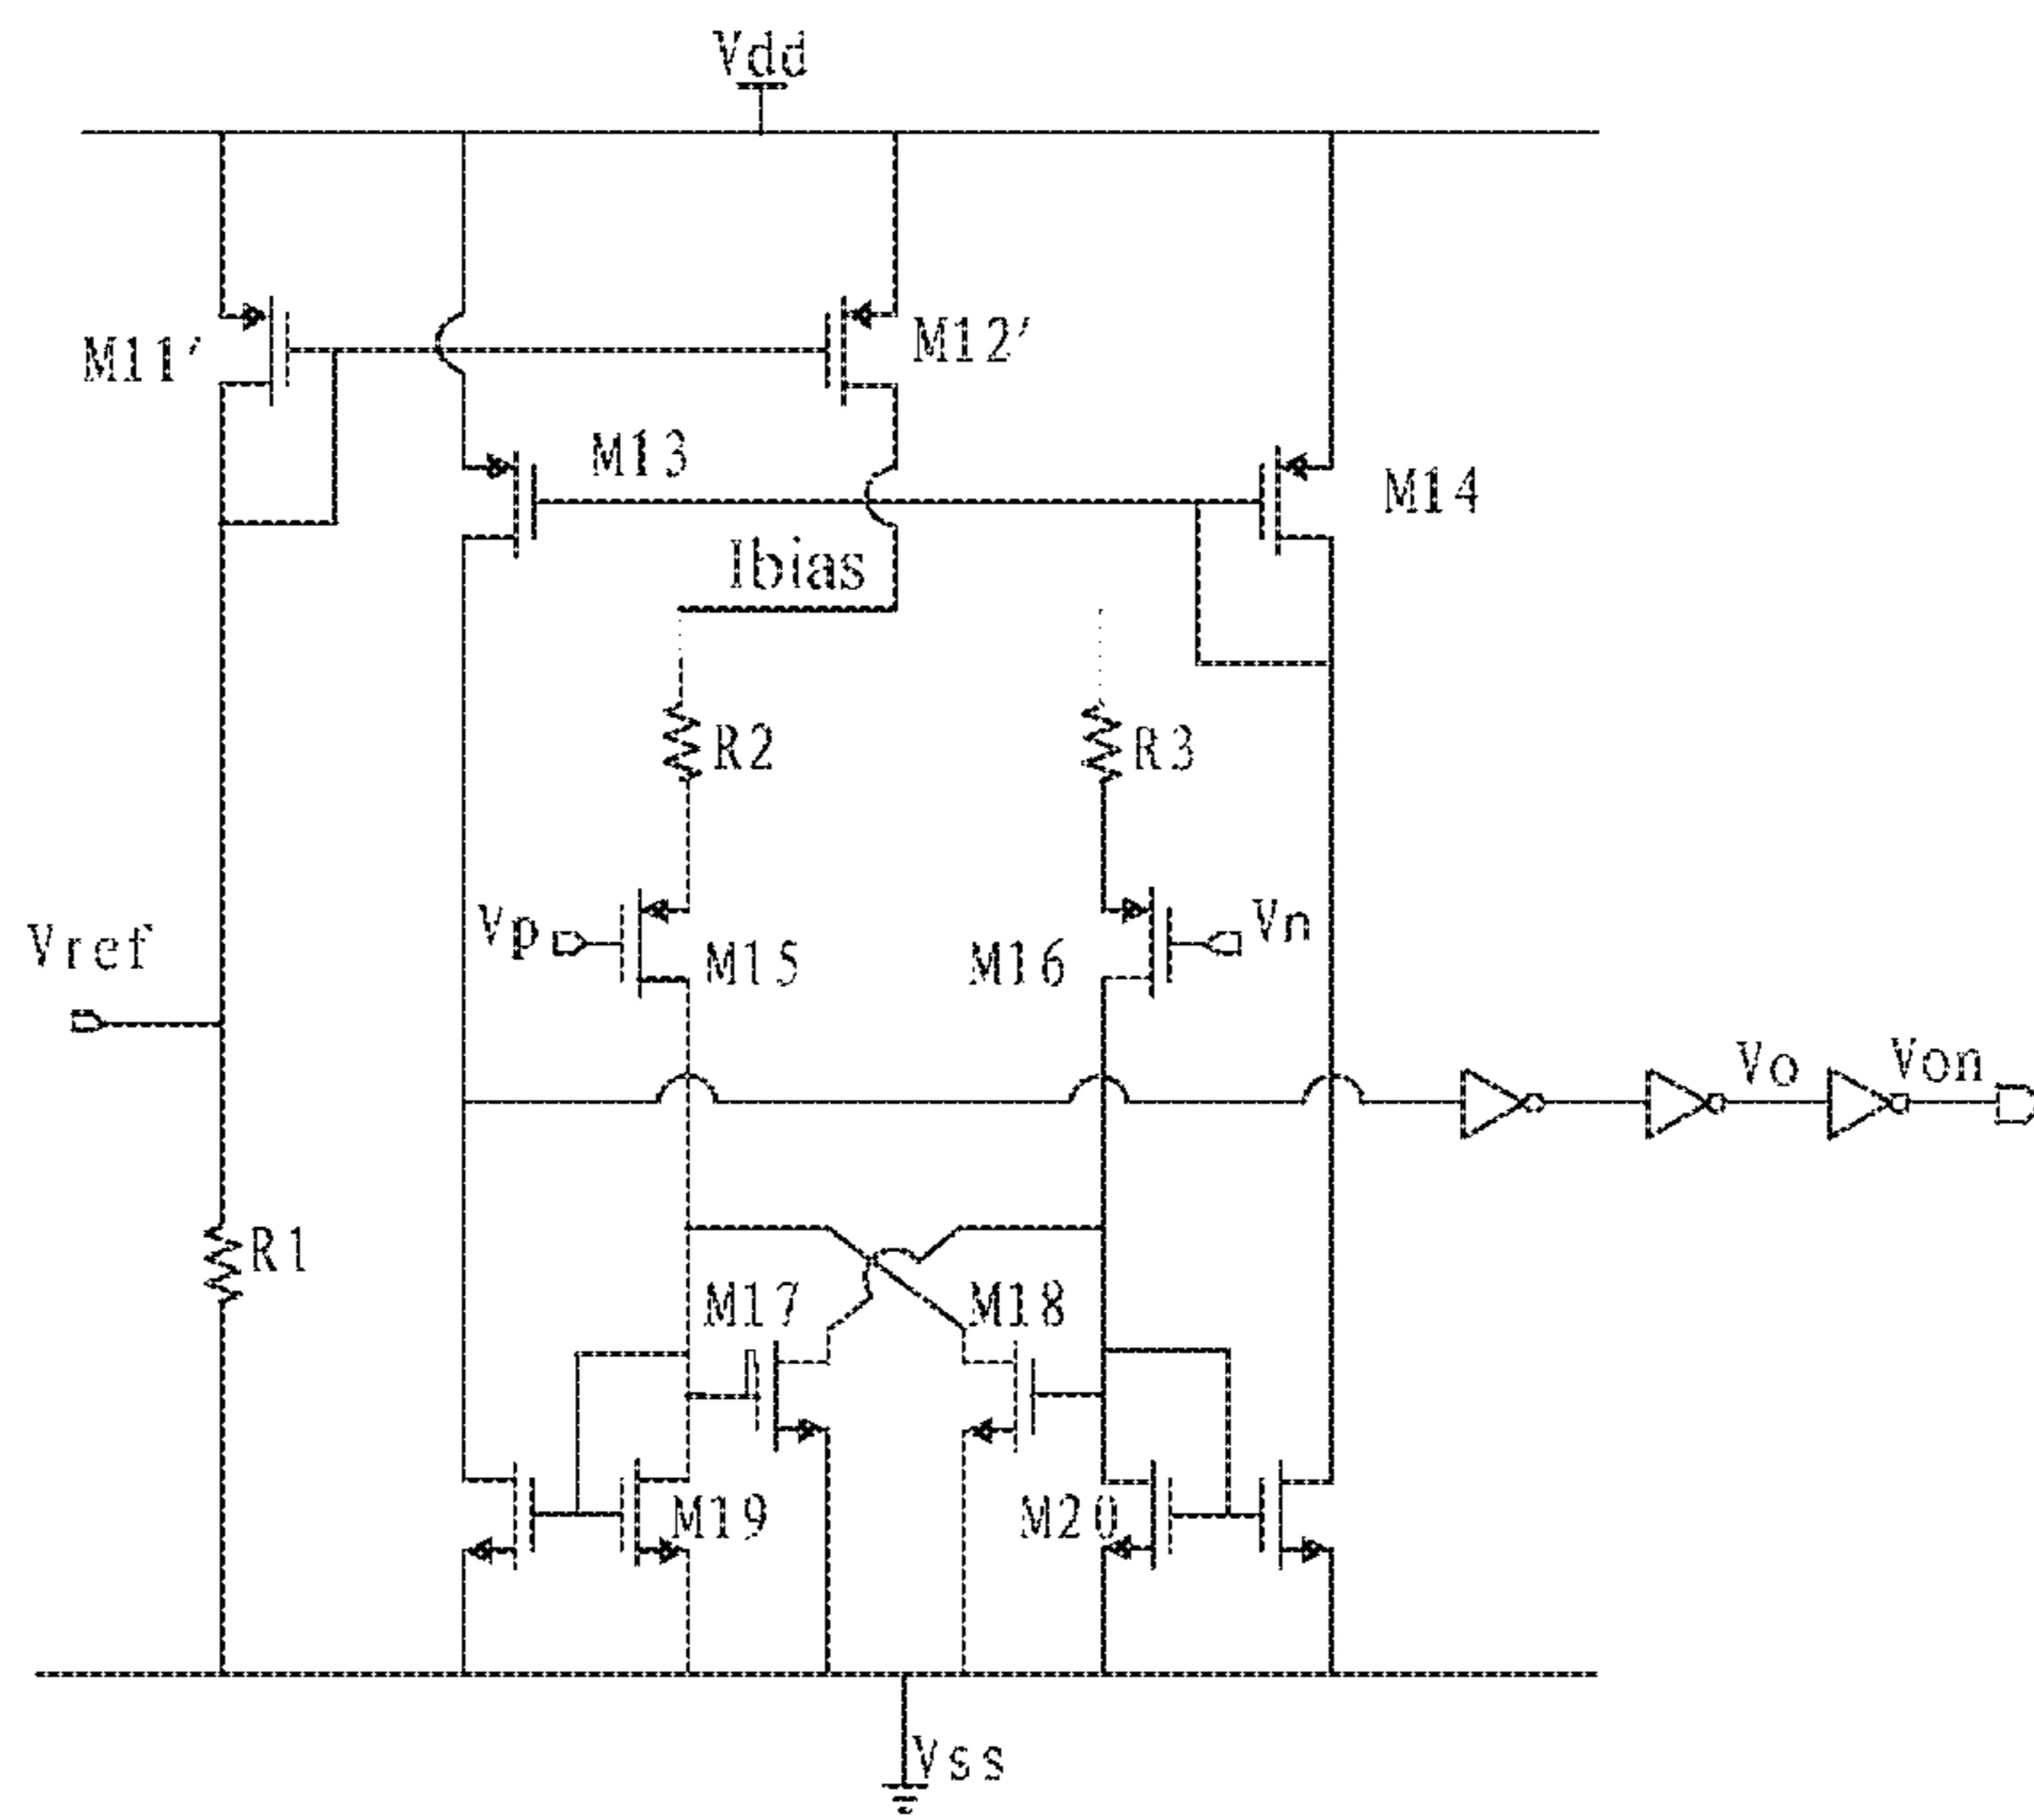 Vdd
M11′
M12′
M13
M14
Ibias
R2
R3
Vp
Vn
Vref
M15
M16
Vo
Von
R1
M17
M18
M19
M20
Vss